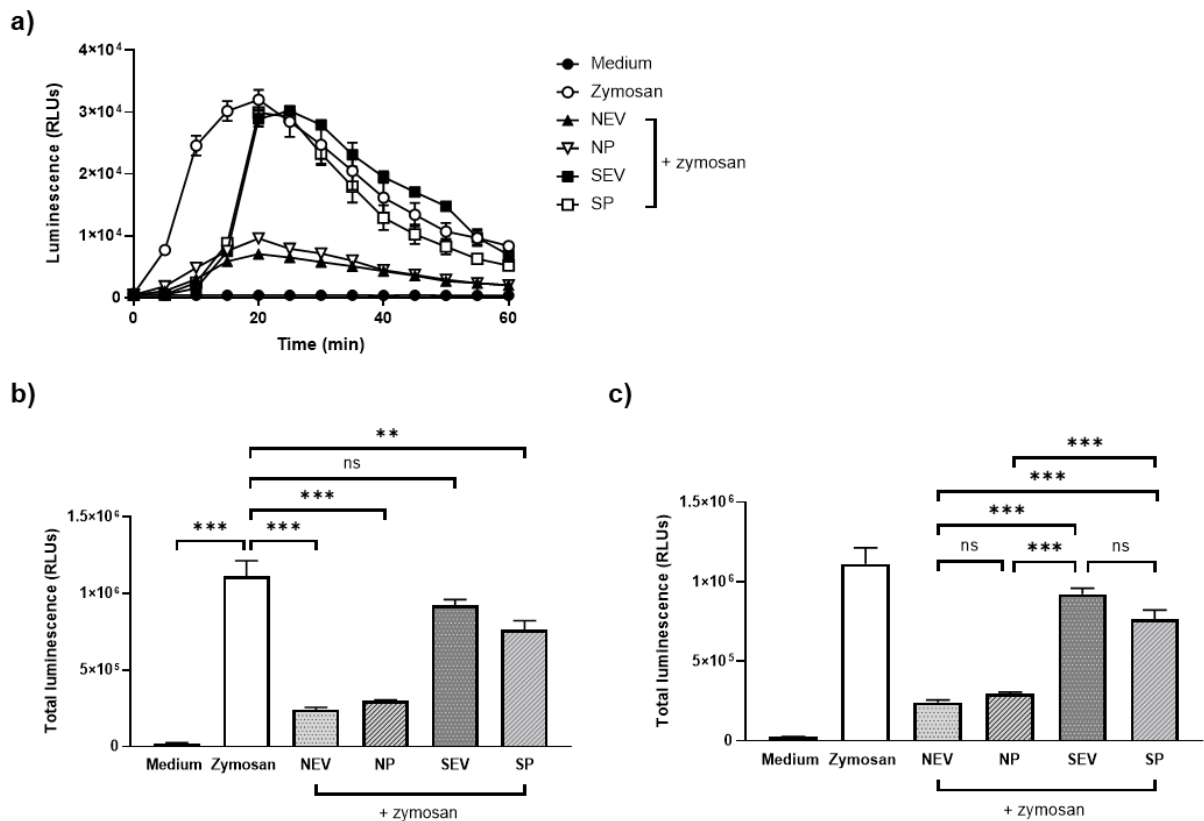 a)
Luminescence (RLUs)
4×10⁴
3×10⁴
2×10⁴
1×10⁴
0
0 20 40 60
Time (min)
Medium
Zymosan
NEV
NP
SEV
SP
+ zymosan
b)
**
ns
***
*** ***
Total luminescence (RLUs)
1.5×10⁶
1×10⁶
5×10⁵
0
Medium Zymosan NEV NP SEV SP
+ zymosan
c)
***
***
***
ns *** ns
Total luminescence (RLUs)
1.5×10⁶
1×10⁶
5×10⁵
0
Medium Zymosan NEV NP SEV SP
+ zymosan